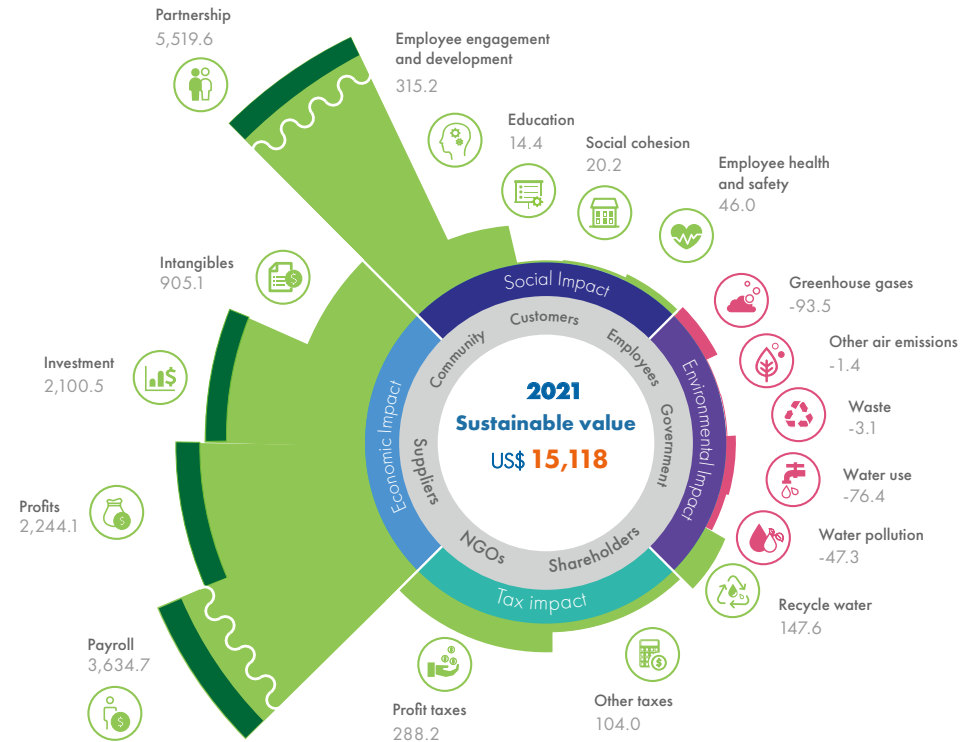 Partnership
5,519.6
Employee engagement
and development
315.2
Education
14.4
Social cohesion
20.2
Employee health
and safety
46.0
Greenhouse gases
-93.5
Other air emissions
-1.4
Waste
-3.1
Water use
-76.4
Water pollution
-47.3
Recycle water
147.6
Other taxes
104.0
Profit taxes
288.2
Payroll
3,634.7
Profits
2,244.1
Investment
2,100.5
Intangibles
905.1
Social Impact
Environmental Impact
Tax impact
Economic Impact
Customers
Employees
Government
Shareholders
NGOs
Suppliers
Community
2021
Sustainable value
US$ 15,118